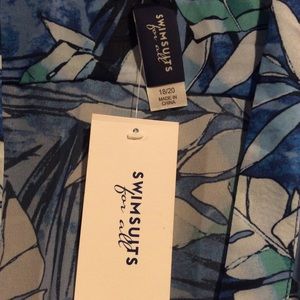 SWIMSUITS
for all
18/20
MADE IN
CHINA
SWIMSUITS
for all